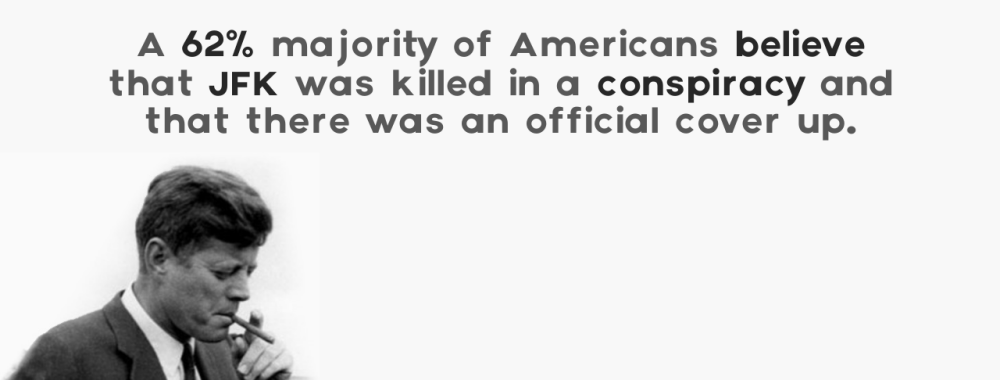 A 62% majority of Americans believe
that JFK was killed in a conspiracy and
that there was an official cover up.